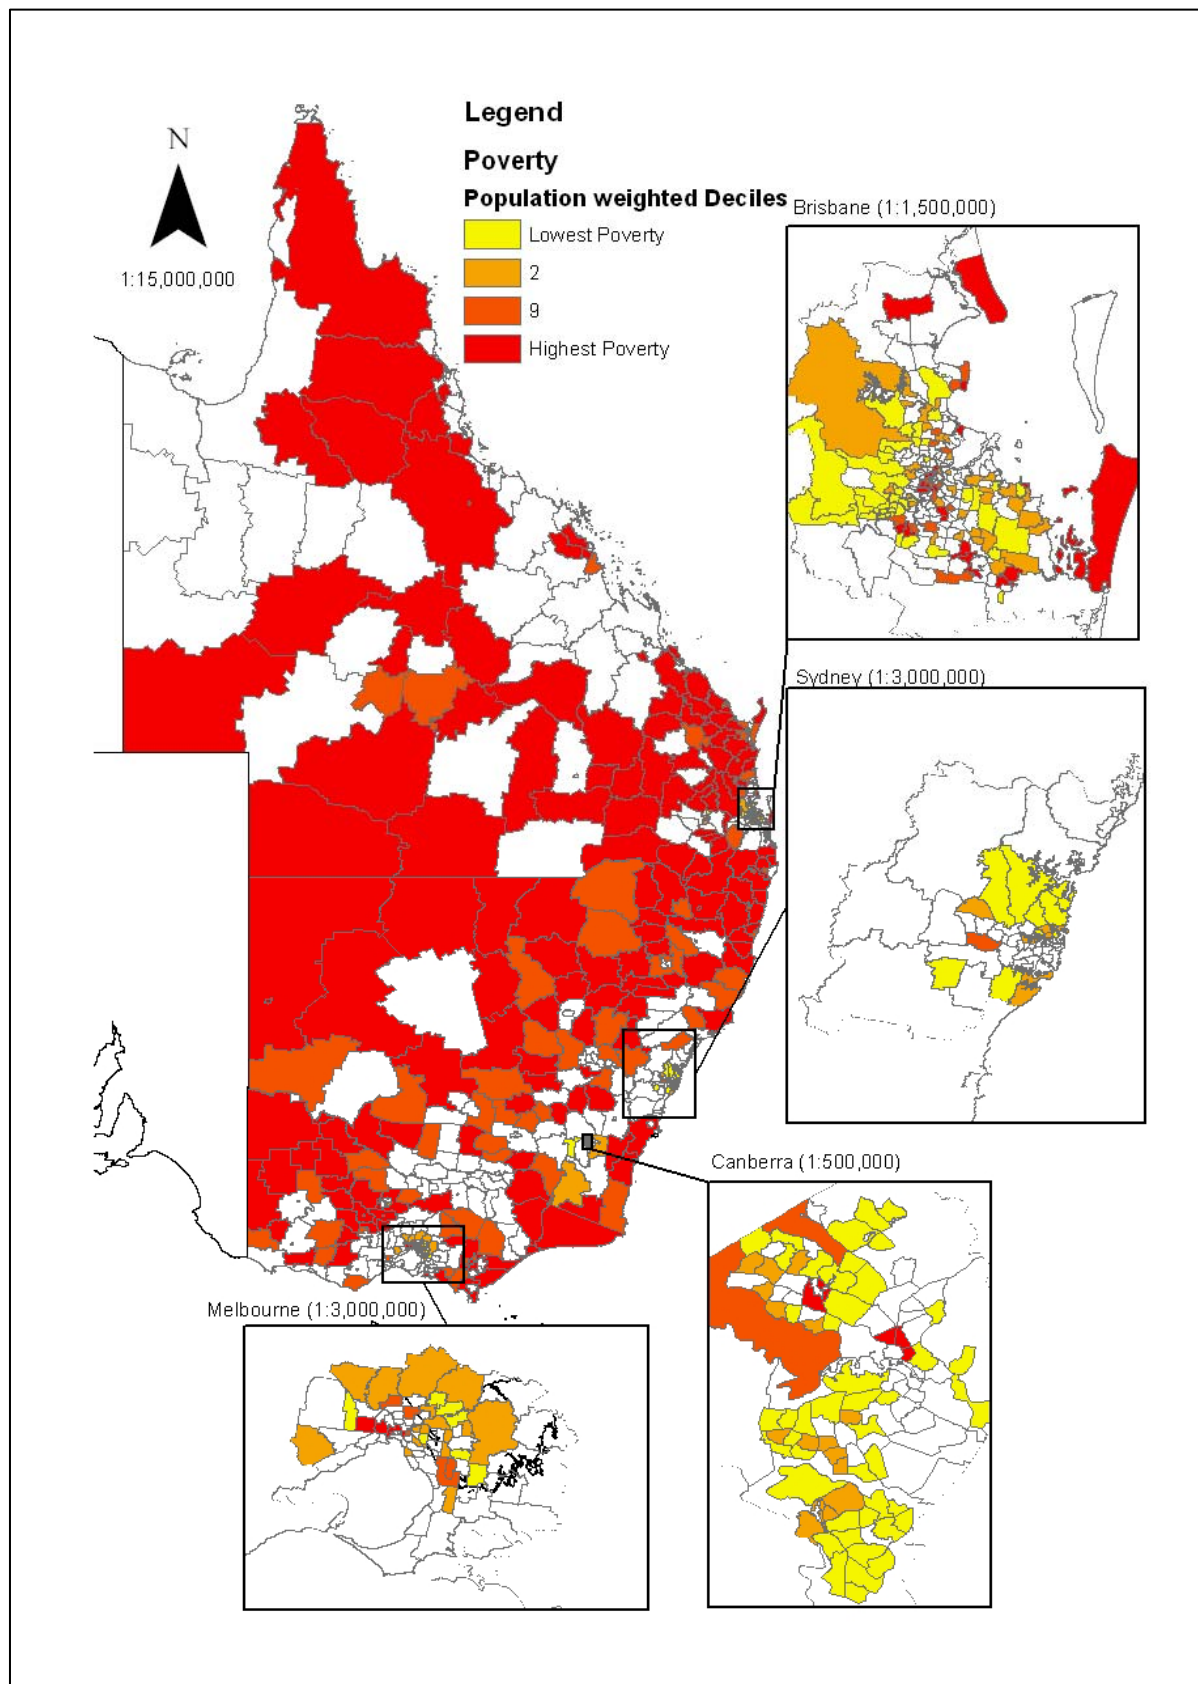 Legend
N
Poverty
Population weighted Deciles
Lowest Poverty
2
9
Highest Poverty
1:15,000,000
Brisbane (1:1,500,000)
Sydney (1:3,000,000)
Canberra (1:500,000)
Melbourne (1:3,000,000)